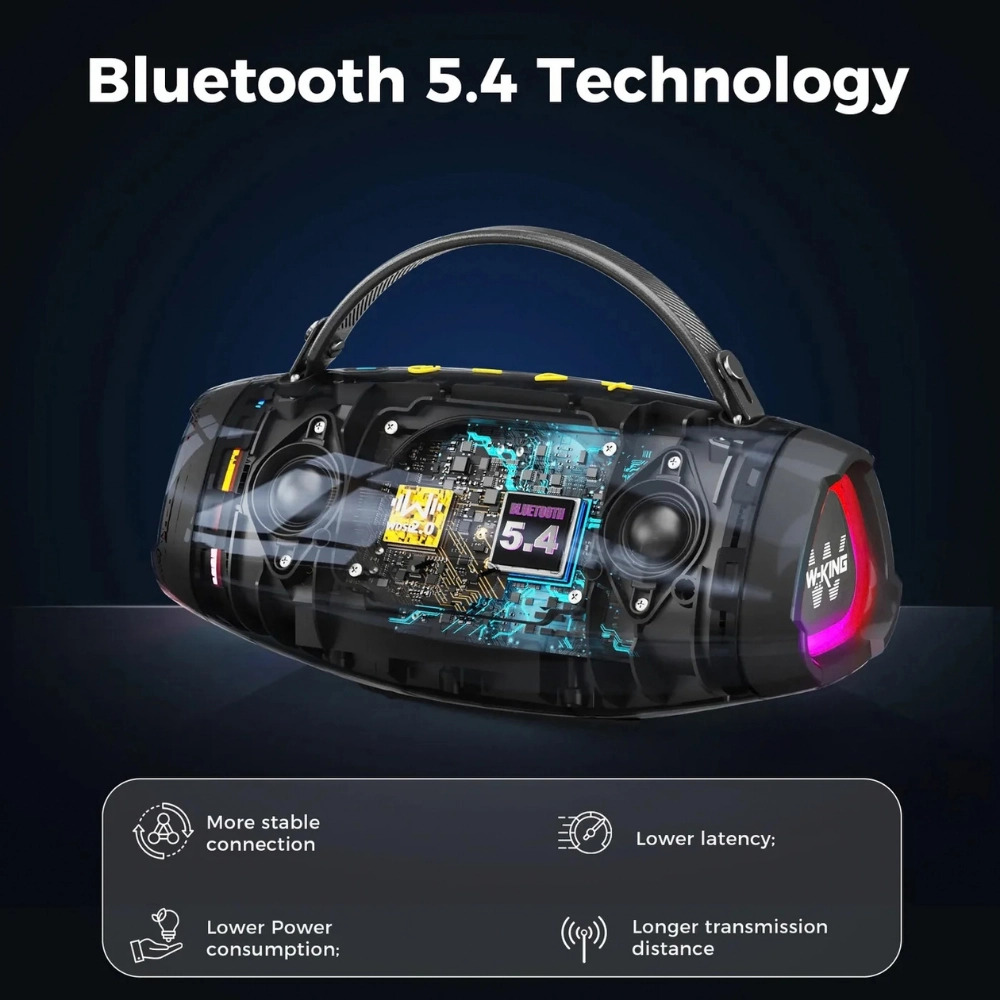 Bluetooth 5.4 Technology
BLUETOOTH
5.4
W-KING
More stable
connection
Lower latency;
Lower Power
consumption;
Longer transmission
distance